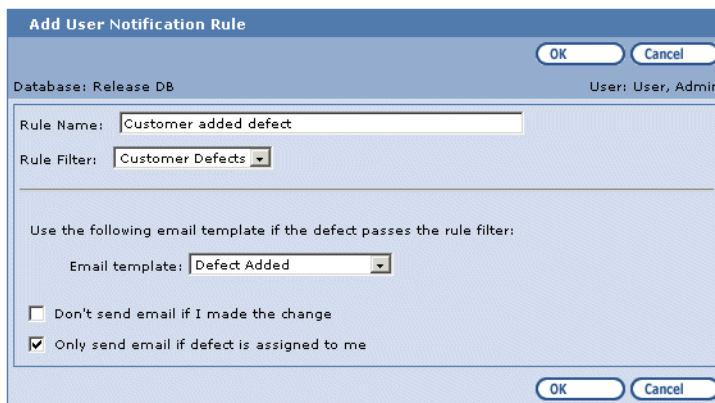 Add User Notification Rule
OK Cancel
Database: Release DB User: User, Admin
Rule Name: Customer added defect
Rule Filter: Customer Defects
Use the following email template if the defect passes the rule filter:
Email template: Defect Added
Don't send email if I made the change
Only send email if defect is assigned to me
OK Cancel